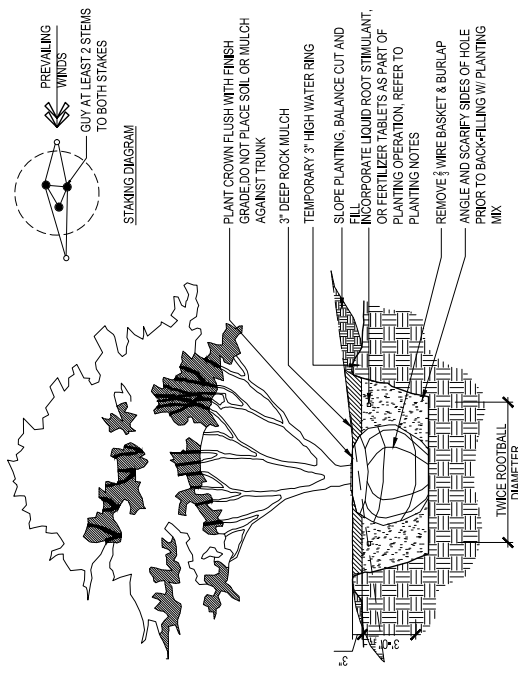 PREVAILING
WINDS
GUY AT LEAST 2 STEMS
TO BOTH STAKES
STAKING DIAGRAM
PLANT CROWN FLUSH WITH FINISH
GRADE,DO NOT PLACE SOIL OR MULCH
AGAINST TRUNK
3" DEEP ROCK MULCH
TEMPORARY 3" HIGH WATER RING
SLOPE PLANTING, BALANCE CUT AND
FILL
INCORPORATE LIQUID ROOT STIMULANT,
OR FERTILIZER TABLETS AS PART OF
PLANTING OPERATION, REFER TO
PLANTING NOTES
REMOVE 2/3 WIRE BASKET & BURLAP
ANGLE AND SCARIFY SIDES OF HOLE
PRIOR TO BACK-FILLING W/ PLANTING
MIX
3"
3'-0"
TWICE ROOTBALL
DIAMETER